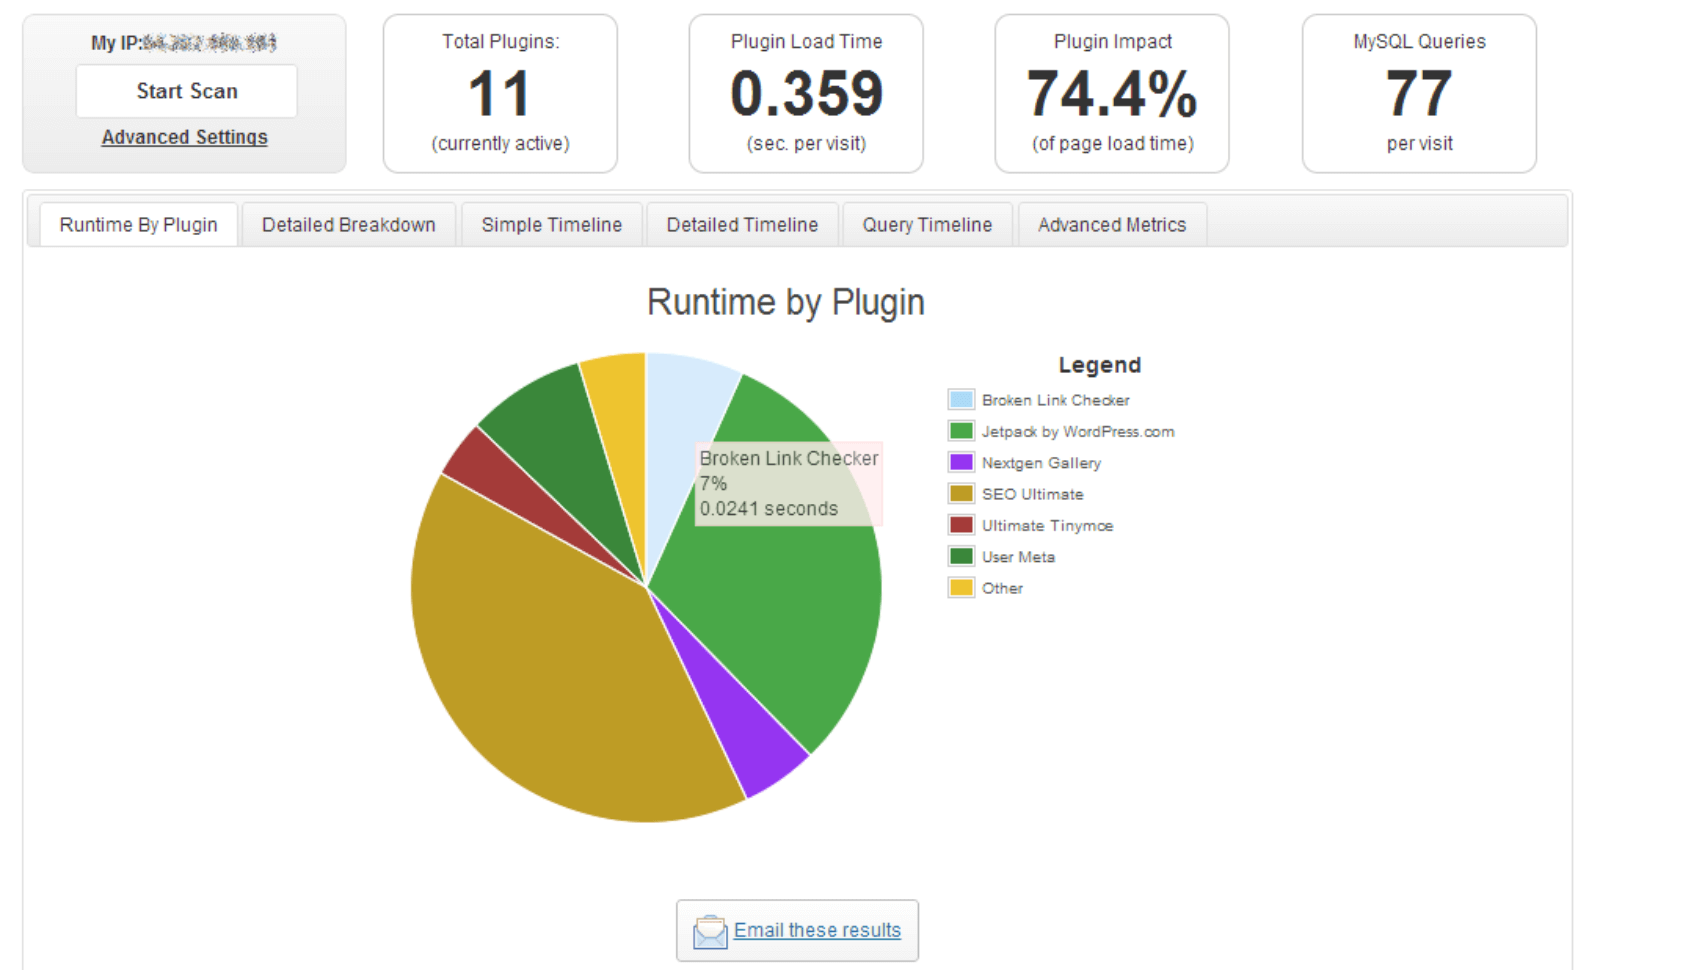 My IP:
Start Scan
Advanced Settings
Total Plugins:
11
(currently active)
Plugin Load Time
0.359
(sec. per visit)
Plugin Impact
74.4%
(of page load time)
MySQL Queries
77
per visit
Runtime By Plugin
Detailed Breakdown
Simple Timeline
Detailed Timeline
Query Timeline
Advanced Metrics
Runtime by Plugin
Broken Link Checker
7%
0.0241 seconds
Legend
Broken Link Checker
Jetpack by WordPress.com
Nextgen Gallery
SEO Ultimate
Ultimate Tinymce
User Meta
Other
Email these results